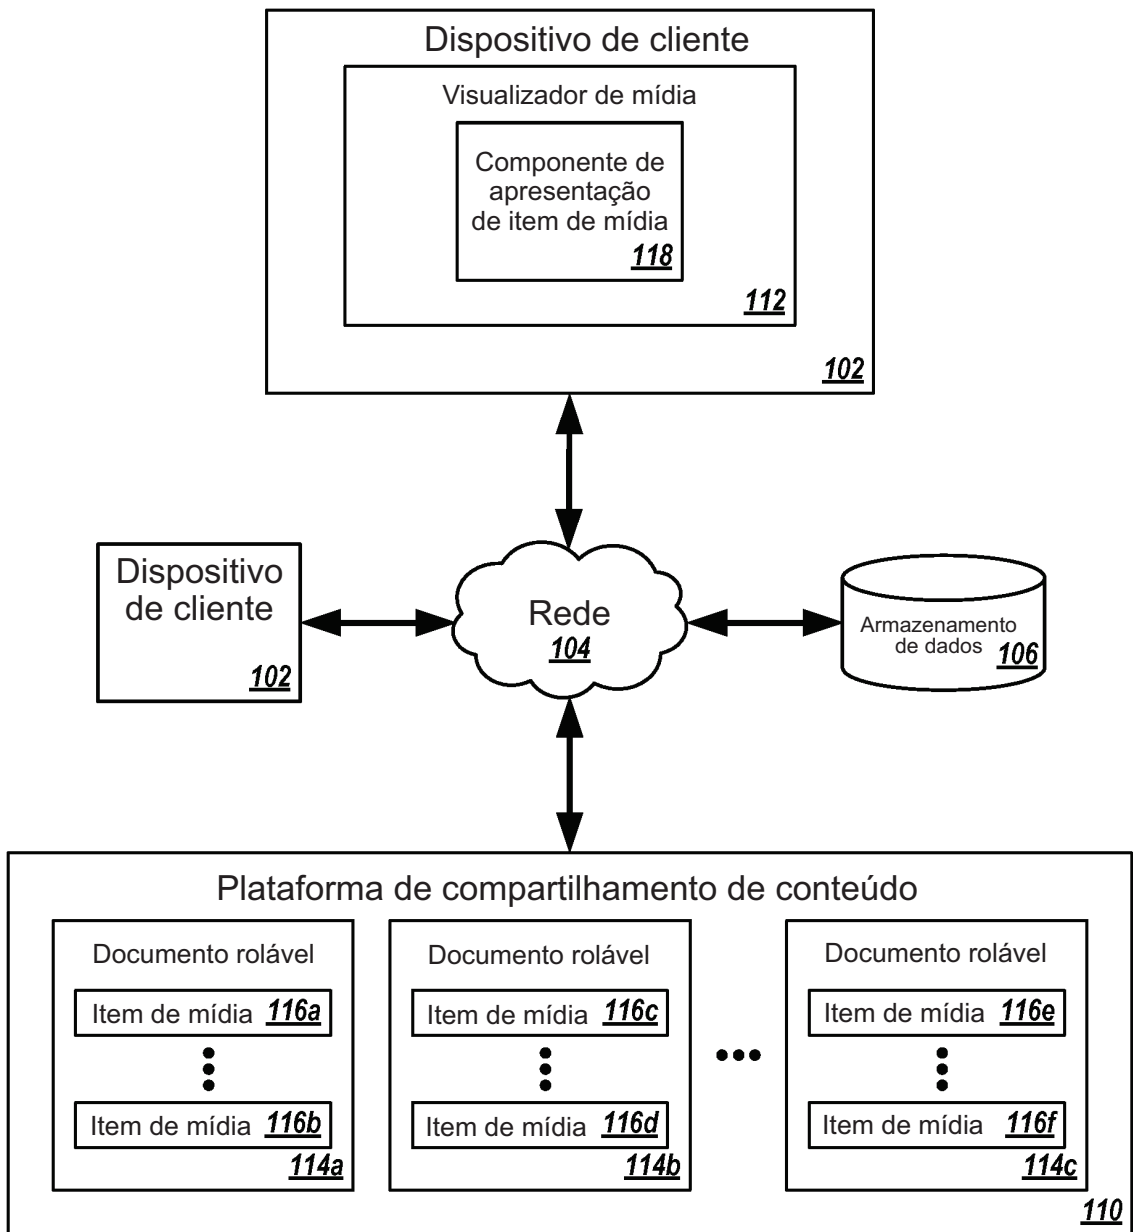 Dispositivo de cliente
Visualizador de mídia
Componente de
apresentação
de item de mídia
118
112
102
Dispositivo
de cliente
102
Rede
104
Armazenamento
de dados 106
Plataforma de compartilhamento de conteúdo
Documento rolável
Item de mídia 116a
Item de mídia 116b
114a
Documento rolável
Item de mídia 116c
Item de mídia 116d
114b
Documento rolável
Item de mídia 116e
Item de mídia 116f
114c
110